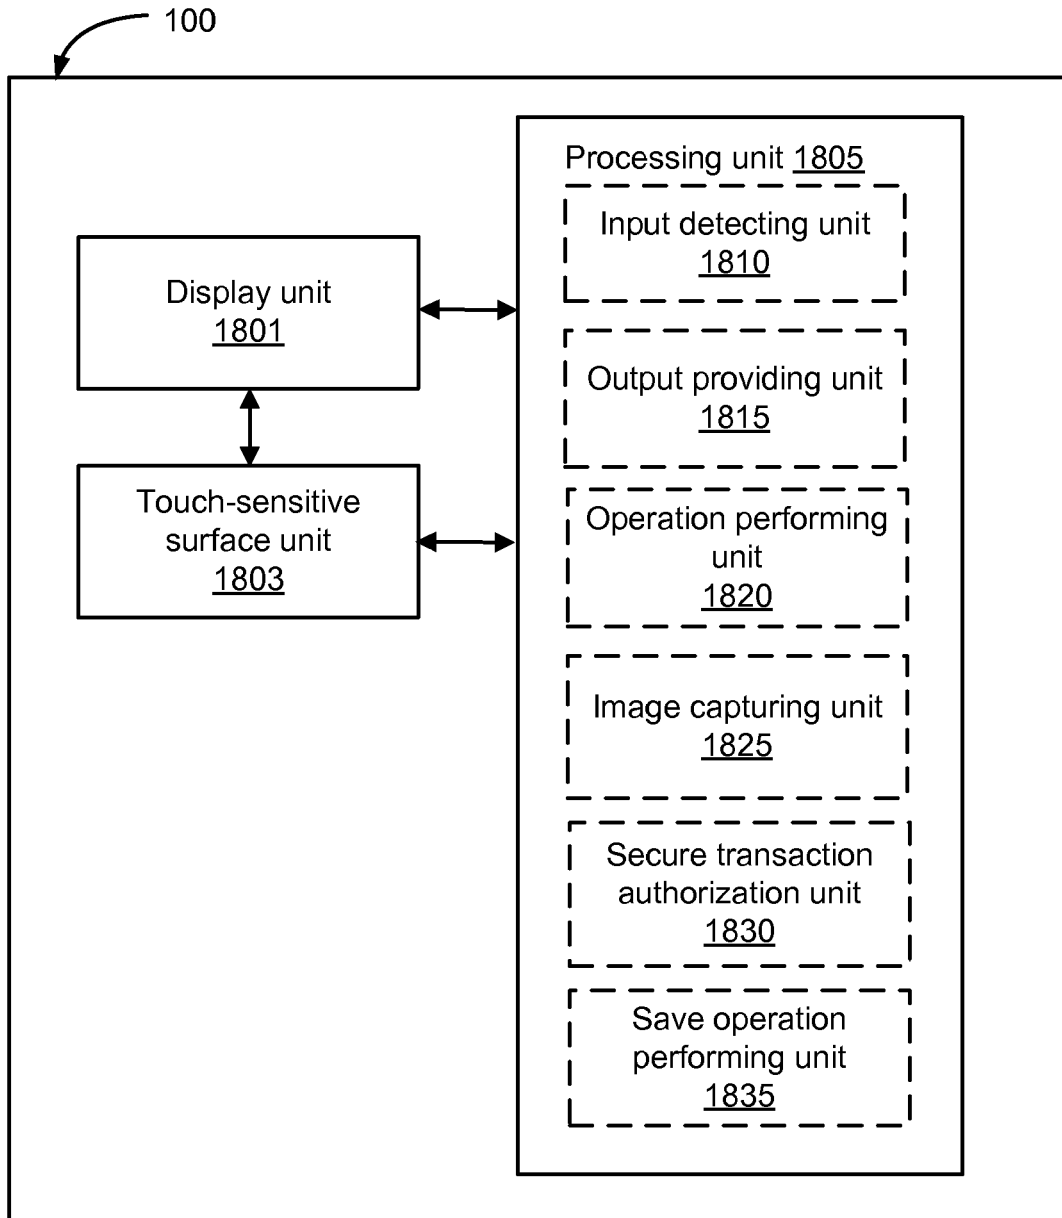 100
Processing unit 1805
Input detecting unit
1810
Display unit
1801
Output providing unit
1815
Touch-sensitive
surface unit
1803
Operation performing
unit
1820
Image capturing unit
1825
Secure transaction
authorization unit
1830
Save operation
performing unit
1835